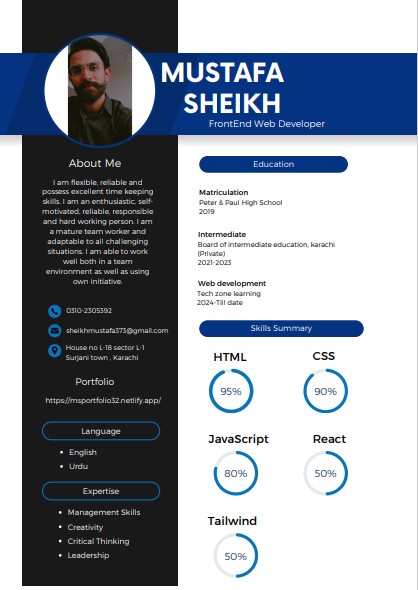 MUSTAFA
SHEIKH
FrontEnd Web Developer
About Me
I am flexible, reliable and
possess excellent time keeping
skills. I am an enthusiastic, self-
motivated, reliable, responsible
and hard working person. I am
a mature team worker and
adaptable to all challenging
situations. I am able to work
well both in a team
environment as well as using
own initiative.
0310-2305392
sheikhmustafa373@gmail.com
House no L-18 sector L-1
Surjani town , Karachi
Portfolio
https://msportfolio32.netlify.app/
Language
• English
• Urdu
Expertise
• Management Skills
• Creativity
• Critical Thinking
• Leadership
Education
Matriculation
Peter & Paul High School
2019
Intermediate
Board of intermediate education, karachi
(Private)
2021-2023
Web development
Tech zone learning
2024-Till date
Skills Summary
HTML
95%
CSS
90%
JavaScript
80%
React
50%
Tailwind
50%